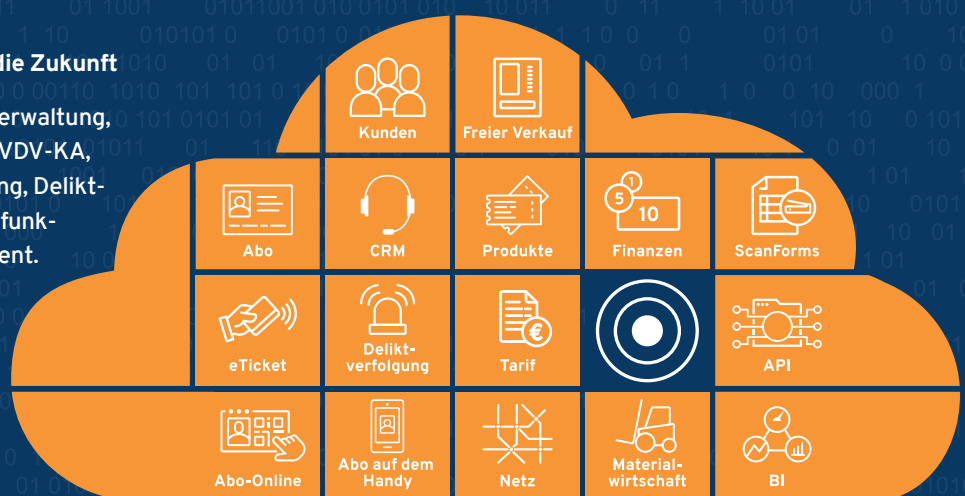 die Zukunft
erwaltung,
VDV-KA,
ng, Delikt-
funk-
ent.
Kunden
Freier Verkauf
Abo
CRM
Produkte
5
1
10
Finanzen
ScanForms
eTicket
Delikt-
verfolgung
€
Tarif
API
Abo-Online
Abo auf dem
Handy
Netz
Material-
wirtschaft
BI